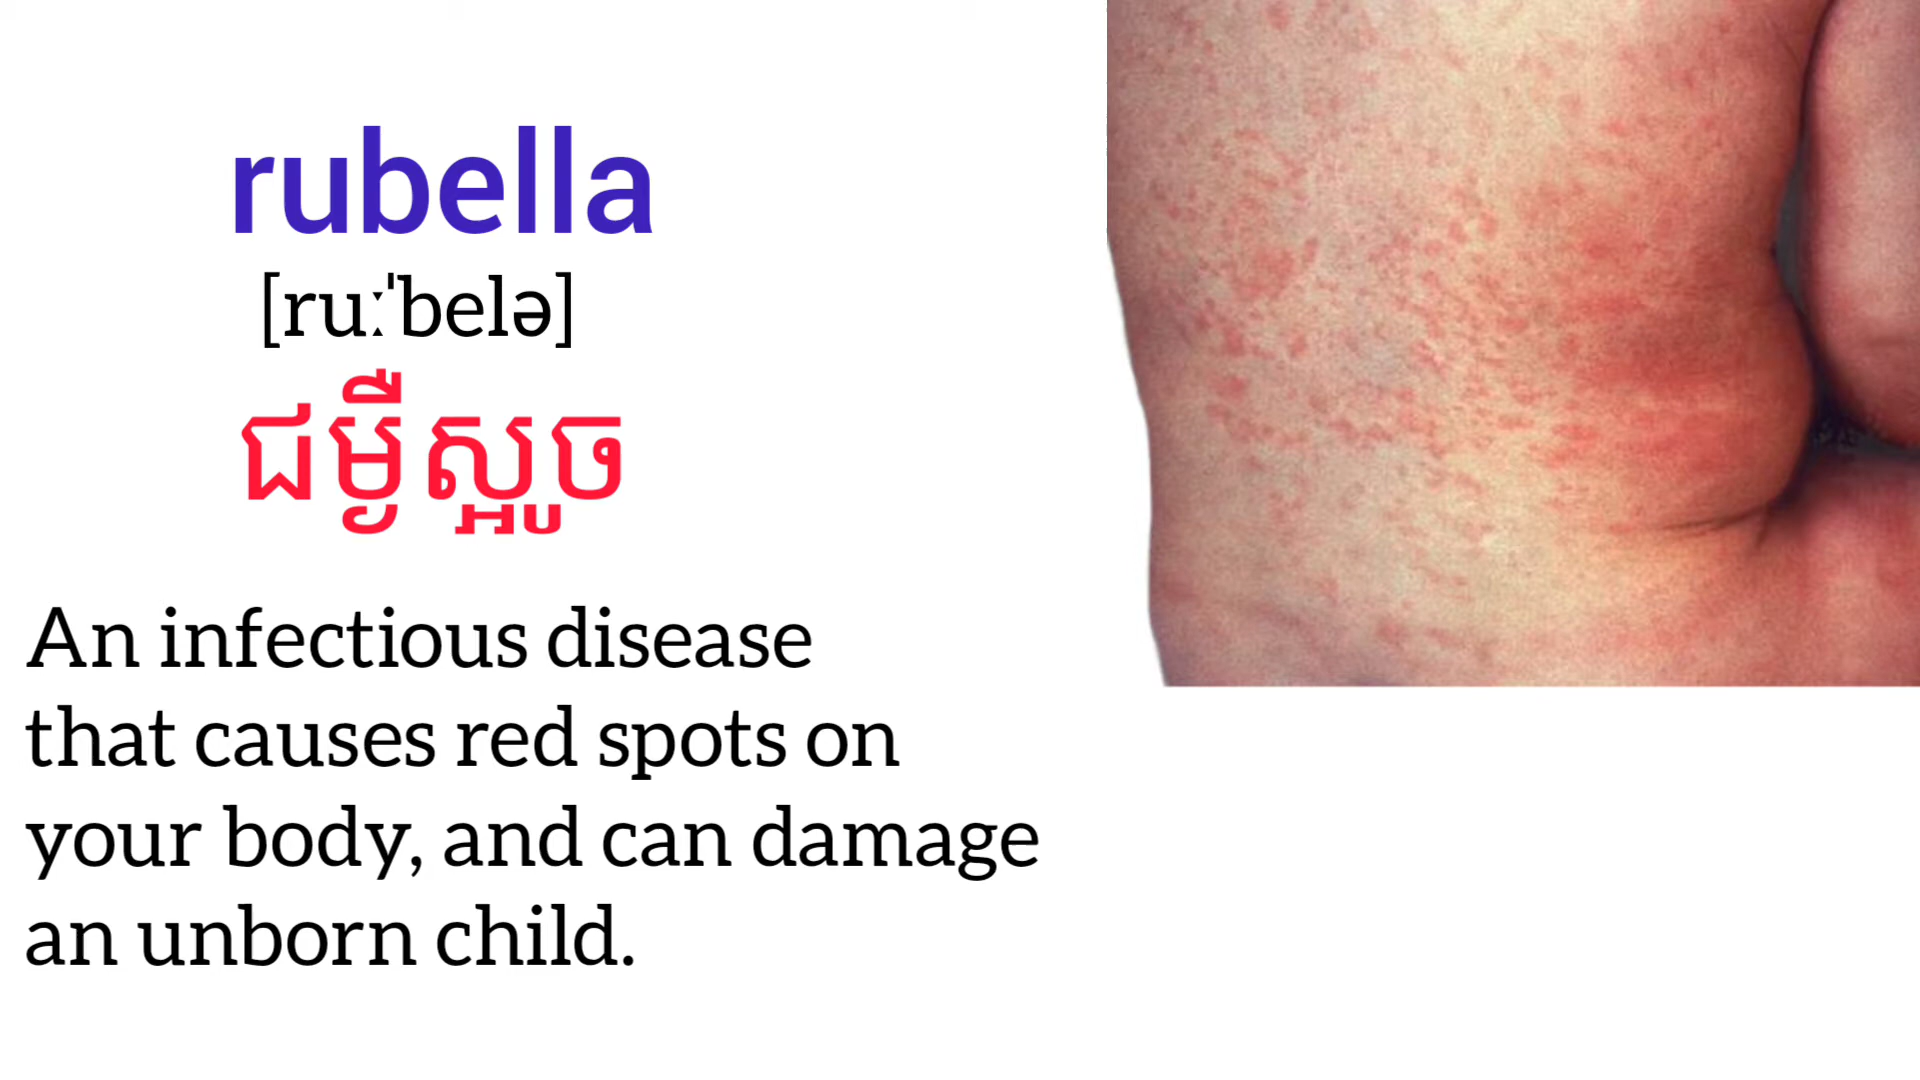 rubella
[ruːˈbelə]
ជម្ងឺស្អូច
An infectious disease
that causes red spots on
your body, and can damage
an unborn child.